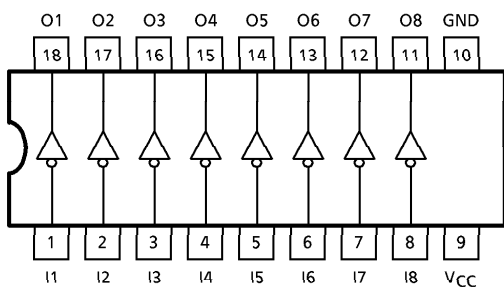 O1 O2 O3 O4 O5 O6 O7 O8 GND
18 17 16 15 14 13 12 11 10
1 2 3 4 5 6 7 8 9
I1 I2 I3 I4 I5 I6 I7 I8 VCC